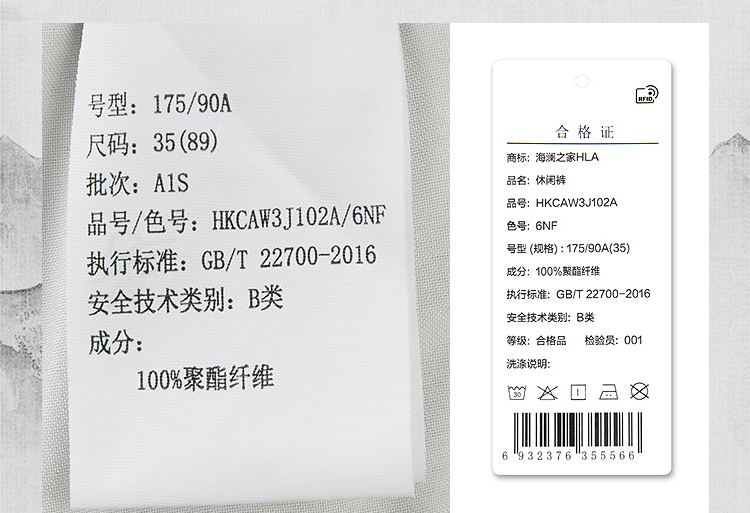 号型：175/90A
尺码：35(89)
批次：A1S
品号/色号：HKCAW3J102A/6NF
执行标准：GB/T 22700-2016
安全技术类别：B类
成分：
100%聚酯纤维
RFID
合格证
商标：海澜之家HLA
品名：休闲裤
品号：HKCAW3J102A
色号：6NF
号型 (规格)：175/90A(35)
成分：100%聚酯纤维
执行标准：GB/T 22700-2016
安全技术类别：B类
等级：合格品 检验员：001
洗涤说明：
30
6 932376 355566